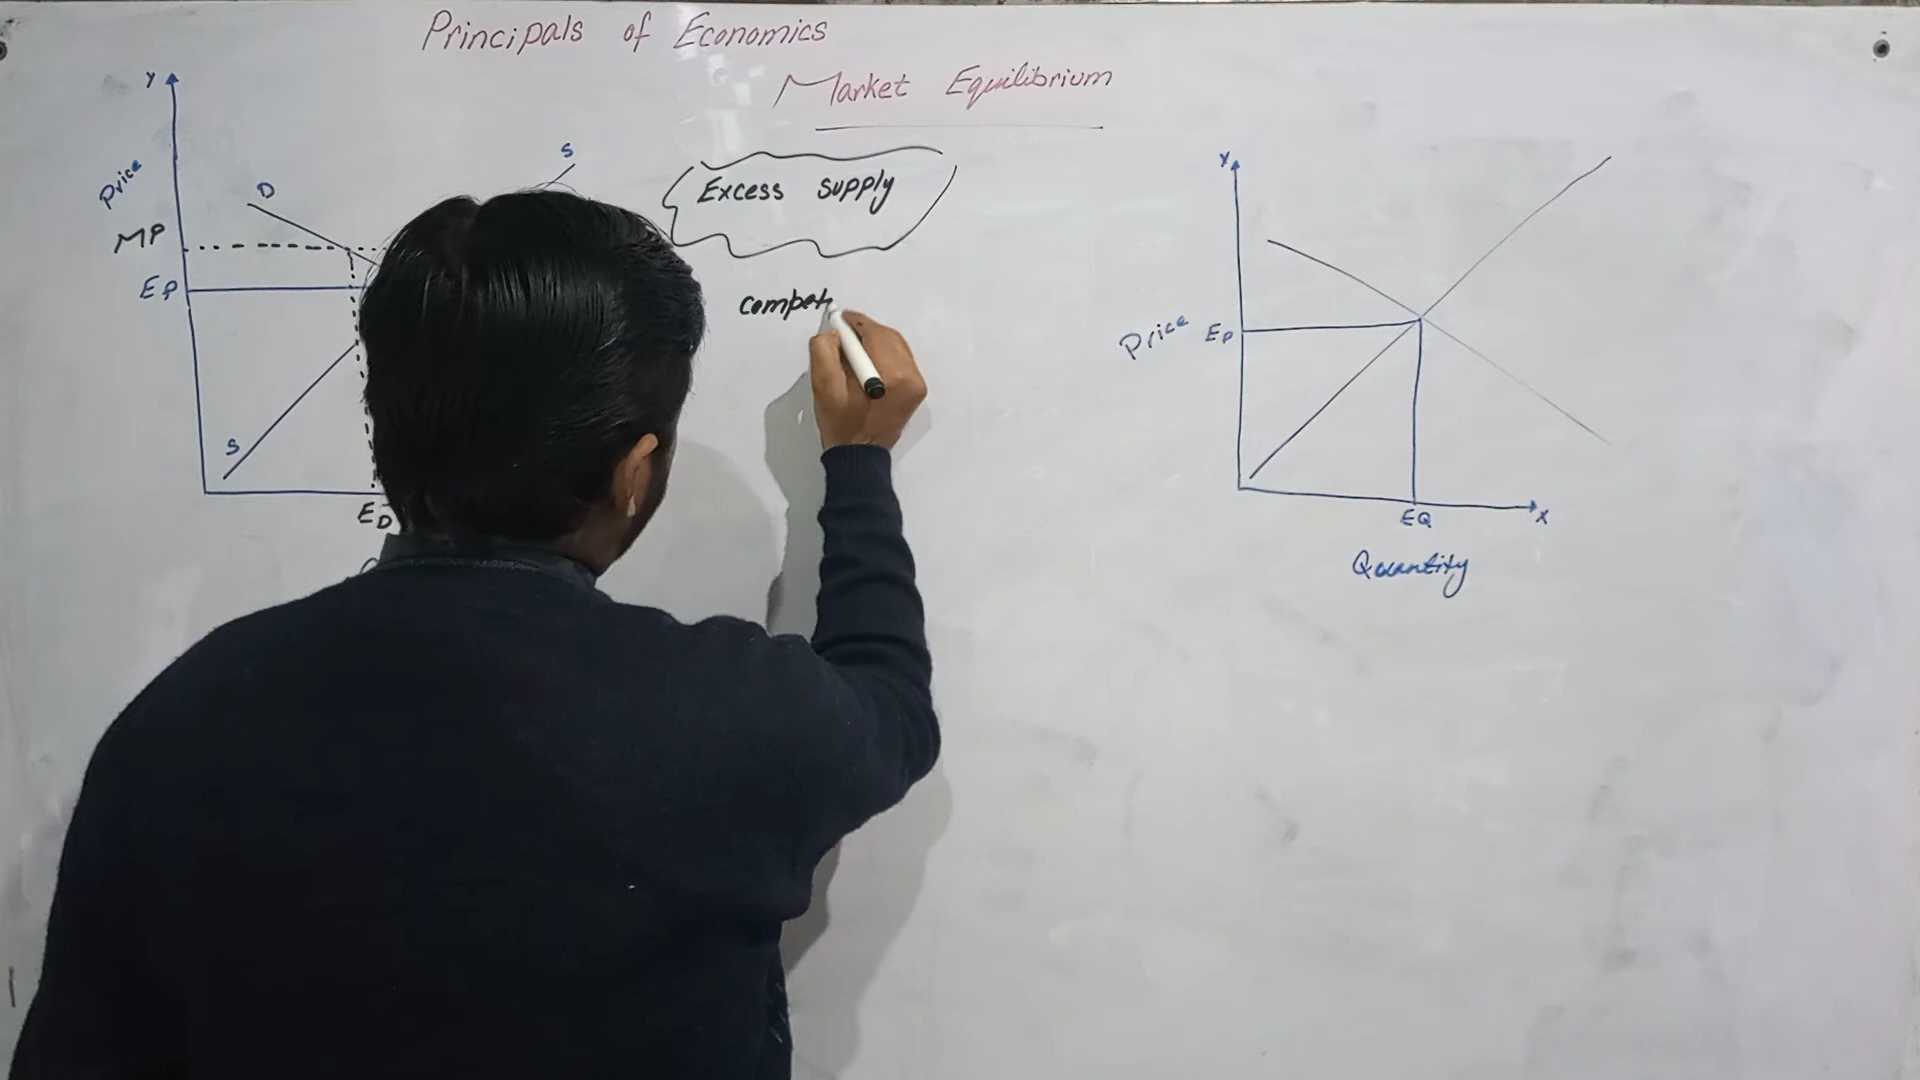 Principals of Economics
Market Equilibrium
Y
Price
D
S
MP
EP
S
ED
Excess supply
compet
Y
Price
EP
EQ
X
Quantity